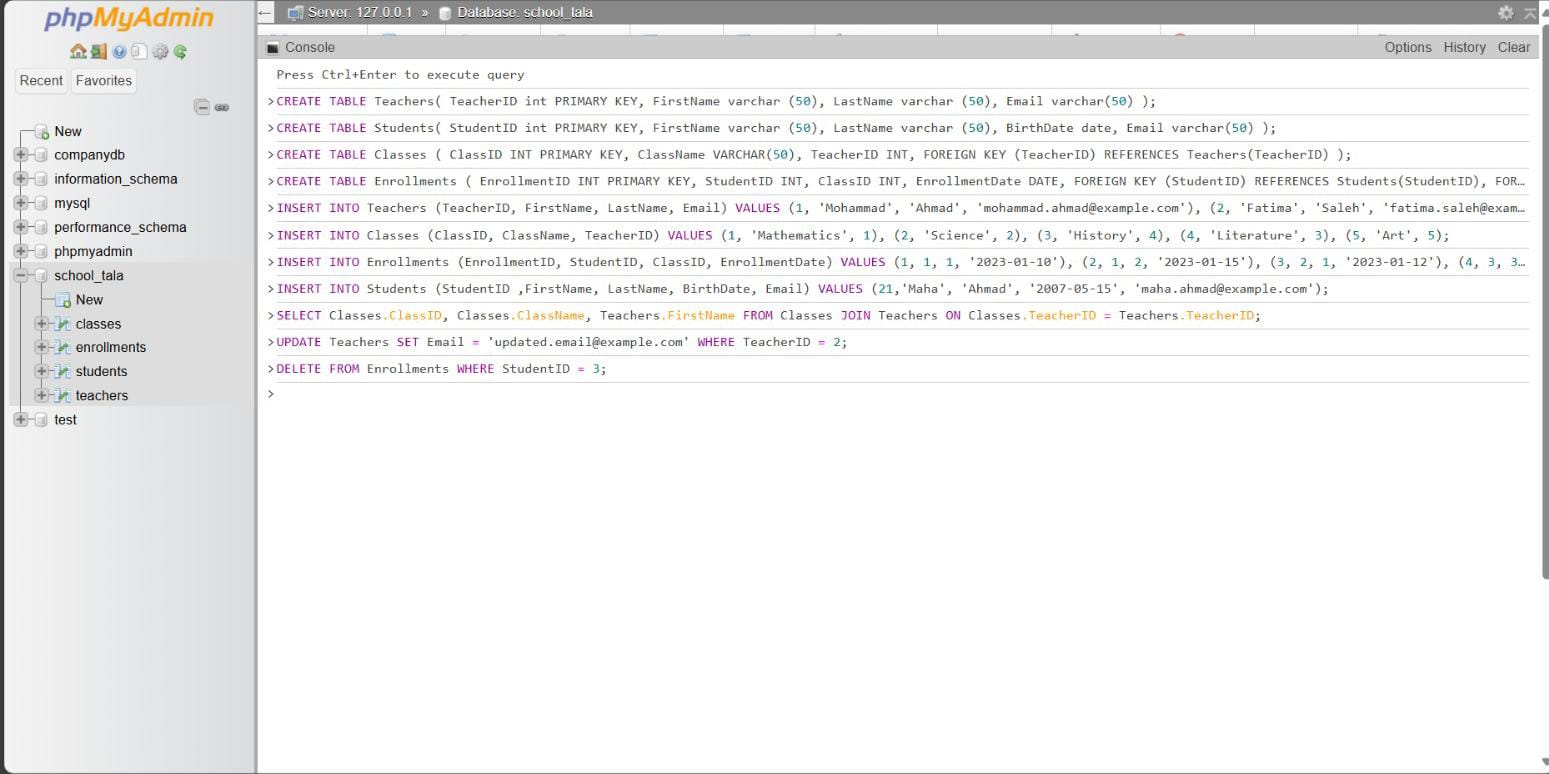 phpMyAdmin
Recent Favorites
New
companydb
information_schema
mysql
performance_schema
phpmyadmin
school_tala
New
classes
enrollments
students
teachers
test
Server: 127.0.0.1 » Database: school_tala
Console Options History Clear
Press Ctrl+Enter to execute query
>CREATE TABLE Teachers( TeacherID int PRIMARY KEY, FirstName varchar (50), LastName varchar (50), Email varchar(50) );
>CREATE TABLE Students( StudentID int PRIMARY KEY, FirstName varchar (50), LastName varchar (50), BirthDate date, Email varchar(50) );
>CREATE TABLE Classes ( ClassID INT PRIMARY KEY, ClassName VARCHAR(50), TeacherID INT, FOREIGN KEY (TeacherID) REFERENCES Teachers(TeacherID) );
>CREATE TABLE Enrollments ( EnrollmentID INT PRIMARY KEY, StudentID INT, ClassID INT, EnrollmentDate DATE, FOREIGN KEY (StudentID) REFERENCES Students(StudentID), FOR…
>INSERT INTO Teachers (TeacherID, FirstName, LastName, Email) VALUES (1, 'Mohammad', 'Ahmad', 'mohammad.ahmad@example.com'), (2, 'Fatima', 'Saleh', 'fatima.saleh@exam…
>INSERT INTO Classes (ClassID, ClassName, TeacherID) VALUES (1, 'Mathematics', 1), (2, 'Science', 2), (3, 'History', 4), (4, 'Literature', 3), (5, 'Art', 5);
>INSERT INTO Enrollments (EnrollmentID, StudentID, ClassID, EnrollmentDate) VALUES (1, 1, 1, '2023-01-10'), (2, 1, 2, '2023-01-15'), (3, 2, 1, '2023-01-12'), (4, 3, 3…
>INSERT INTO Students (StudentID ,FirstName, LastName, BirthDate, Email) VALUES (21,'Maha', 'Ahmad', '2007-05-15', 'maha.ahmad@example.com');
>SELECT Classes.ClassID, Classes.ClassName, Teachers.FirstName FROM Classes JOIN Teachers ON Classes.TeacherID = Teachers.TeacherID;
>UPDATE Teachers SET Email = 'updated.email@example.com' WHERE TeacherID = 2;
>DELETE FROM Enrollments WHERE StudentID = 3;
>